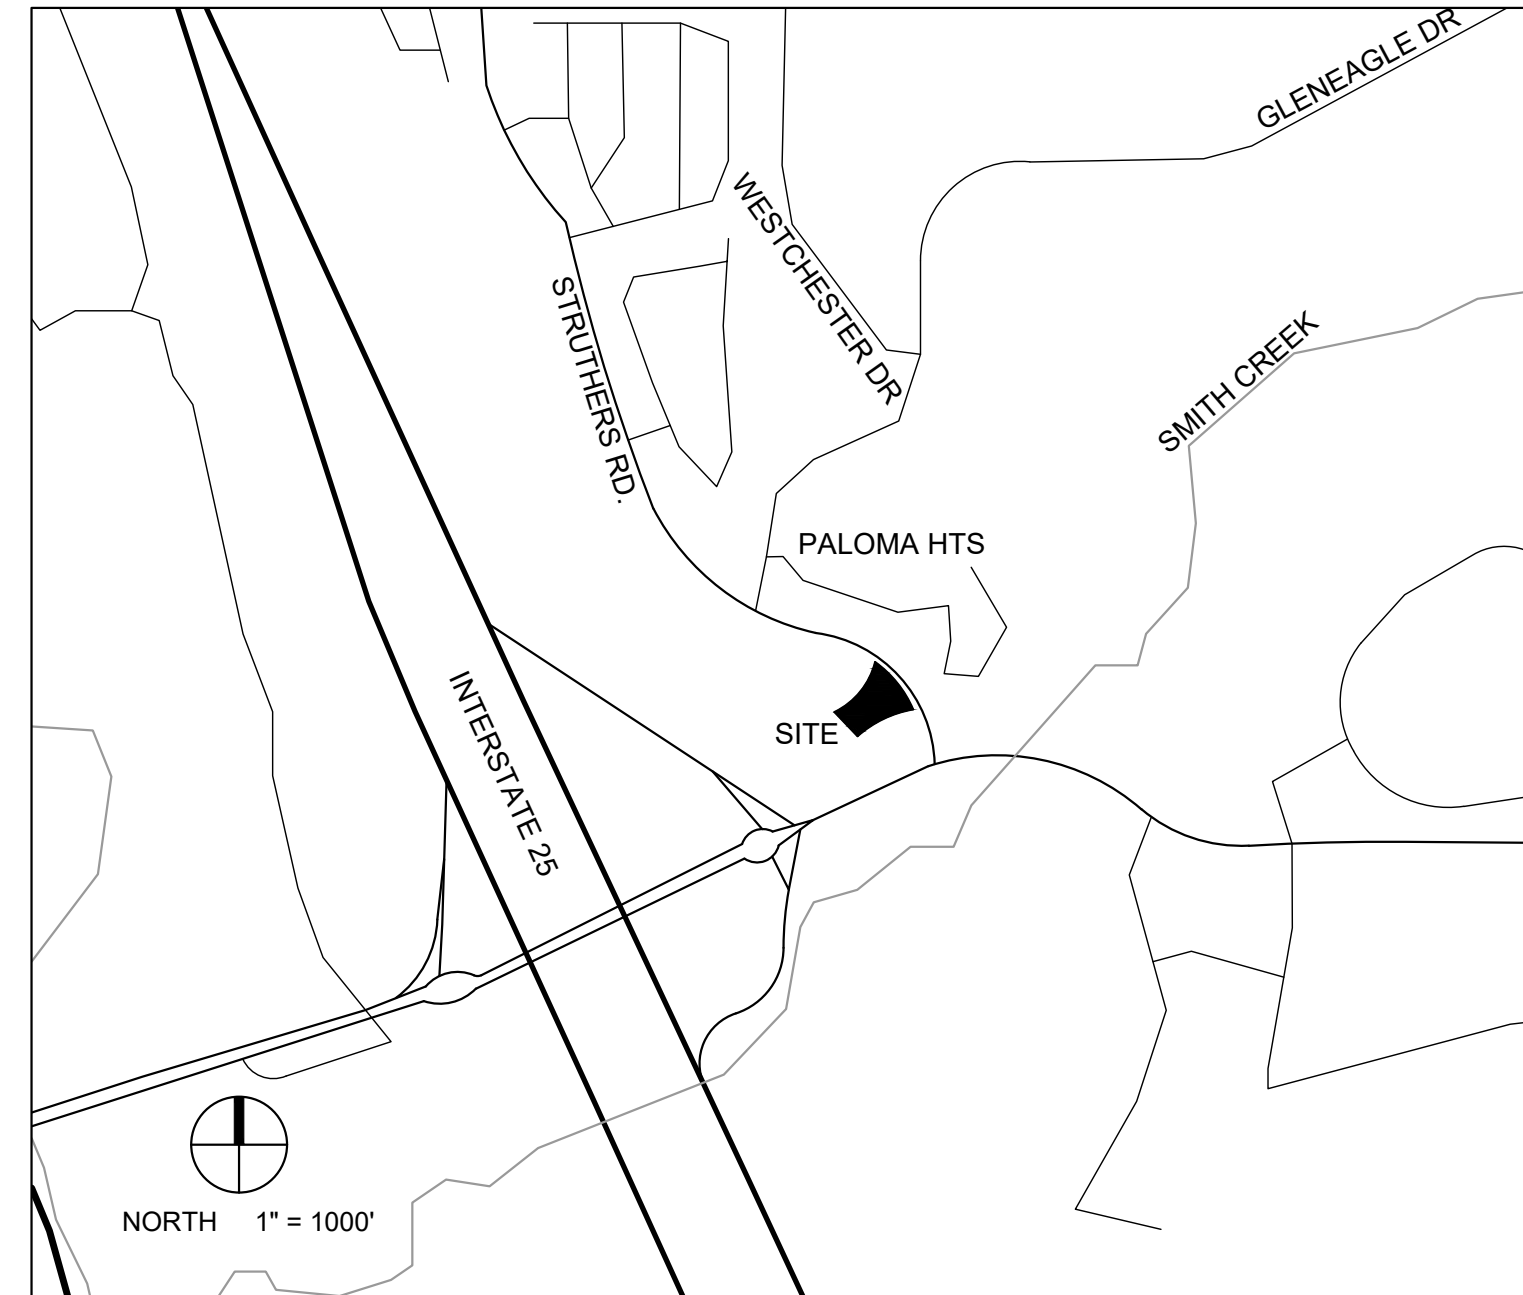 GLENEAGLE DR
WESTCHESTER DR
STRUTHERS RD.
SMITH CREEK
PALOMA HTS
SITE
INTERSTATE 25
NORTH 1" = 1000'